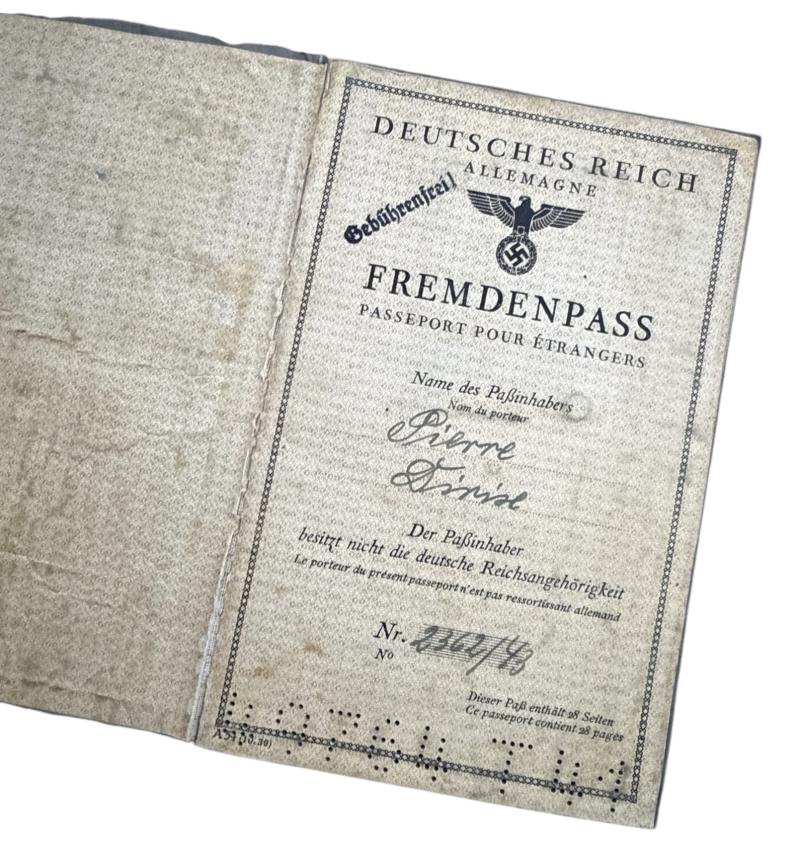 DEUTSCHES REICH
ALLEMAGNE
Gebührenfrei!
FREMDENPASS
PASSEPORT POUR ÉTRANGERS
Name des Paßinhabers
Nom du porteur
Pierre
Der Paßinhaber
besitzt nicht die deutsche Reichsangehörigkeit
Le porteur du présent passeport n'est pas ressortissant allemand
Nr. 2362/43
No
Dieser Paß enthält 28 Seiten
Ce passeport contient 28 pages